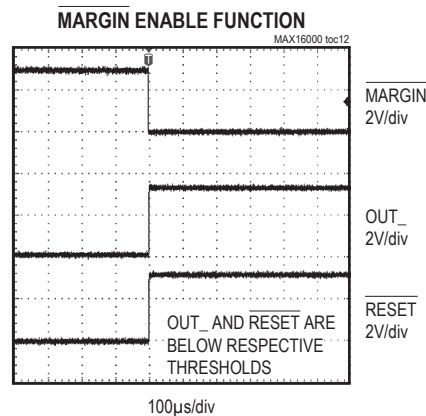 MARGIN ENABLE FUNCTION
MAX16000 toc12
MARGIN
2V/div
OUT_
2V/div
RESET
2V/div
OUT_ AND RESET ARE
BELOW RESPECTIVE
THRESHOLDS
100µs/div